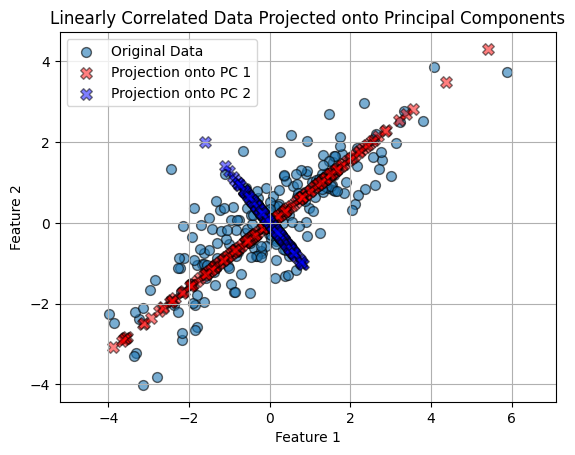 Linearly Correlated Data Projected onto Principal Components
Original Data
Projection onto PC 1
Projection onto PC 2
4
2
0
−2
−4
Feature 2
−4
−2
0
2
4
6
Feature 1